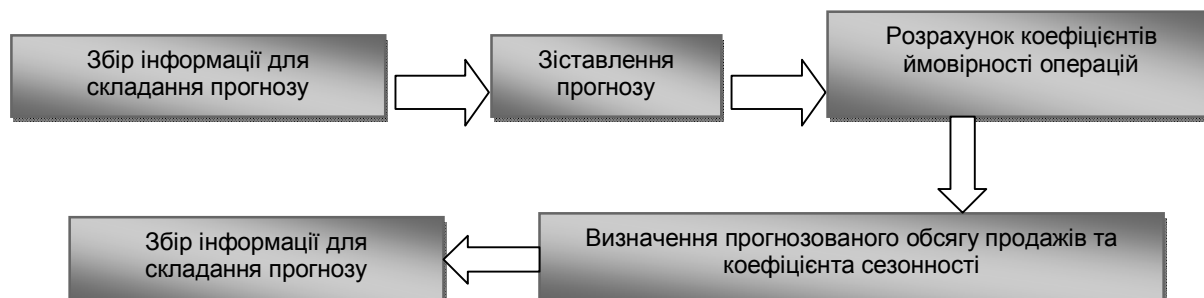 Збір інформації для
складання прогнозу
Зіставлення
прогнозу
Розрахунок коефіцієнтів
ймовірності операцій
Визначення прогнозованого обсягу продажів та
коефіцієнта сезонності
Збір інформації для
складання прогнозу